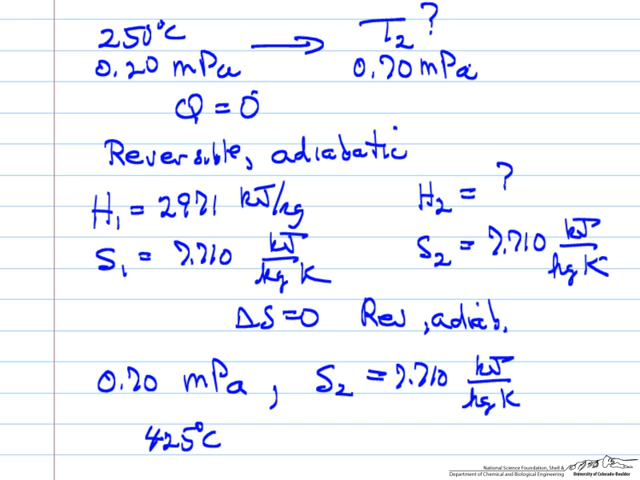 250°C → T₂ ?
0.20 mPa 0.70 mPa
Q = 0
Reversible, adiabatic
H₁ = 2971 kJ/kg H₂ = ?
S₁ = 7.710 kJ/kg K S₂ = 7.710 kJ/kg K
ΔS = 0 Rev, adiab.
0.70 mPa, S₂ = 7.710 kJ/kg K
425°C
National Science Foundation, Shell &
Department of Chemical and Biological Engineering
University of Colorado-Boulder